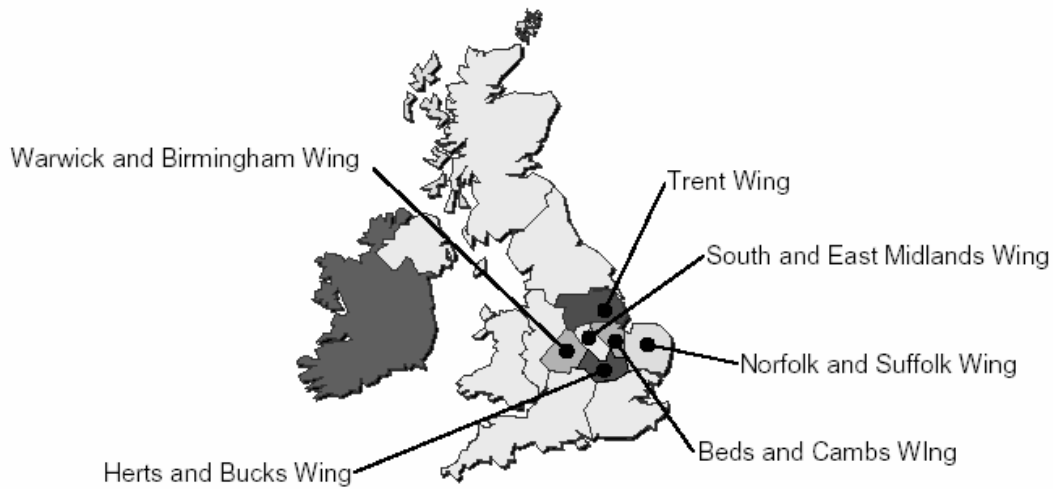 Warwick and Birmingham Wing
Trent Wing
South and East Midlands Wing
Norfolk and Suffolk Wing
Beds and Cambs WIng
Herts and Bucks Wing